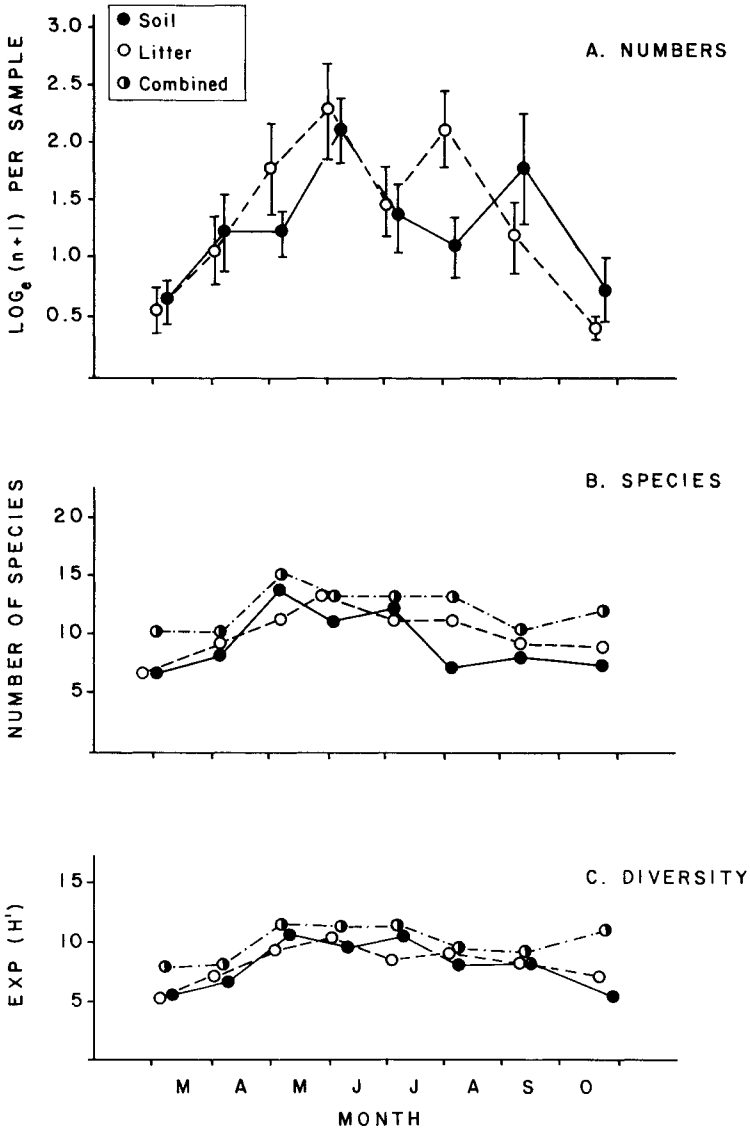 Soil
Litter
Combined
A. NUMBERS
LOGe (n+1) PER SAMPLE
3.0
2.5
2.0
1.5
1.0
0.5
B. SPECIES
NUMBER OF SPECIES
20
15
10
5
C. DIVERSITY
EXP (H')
15
10
5
M A M J J A S O
MONTH